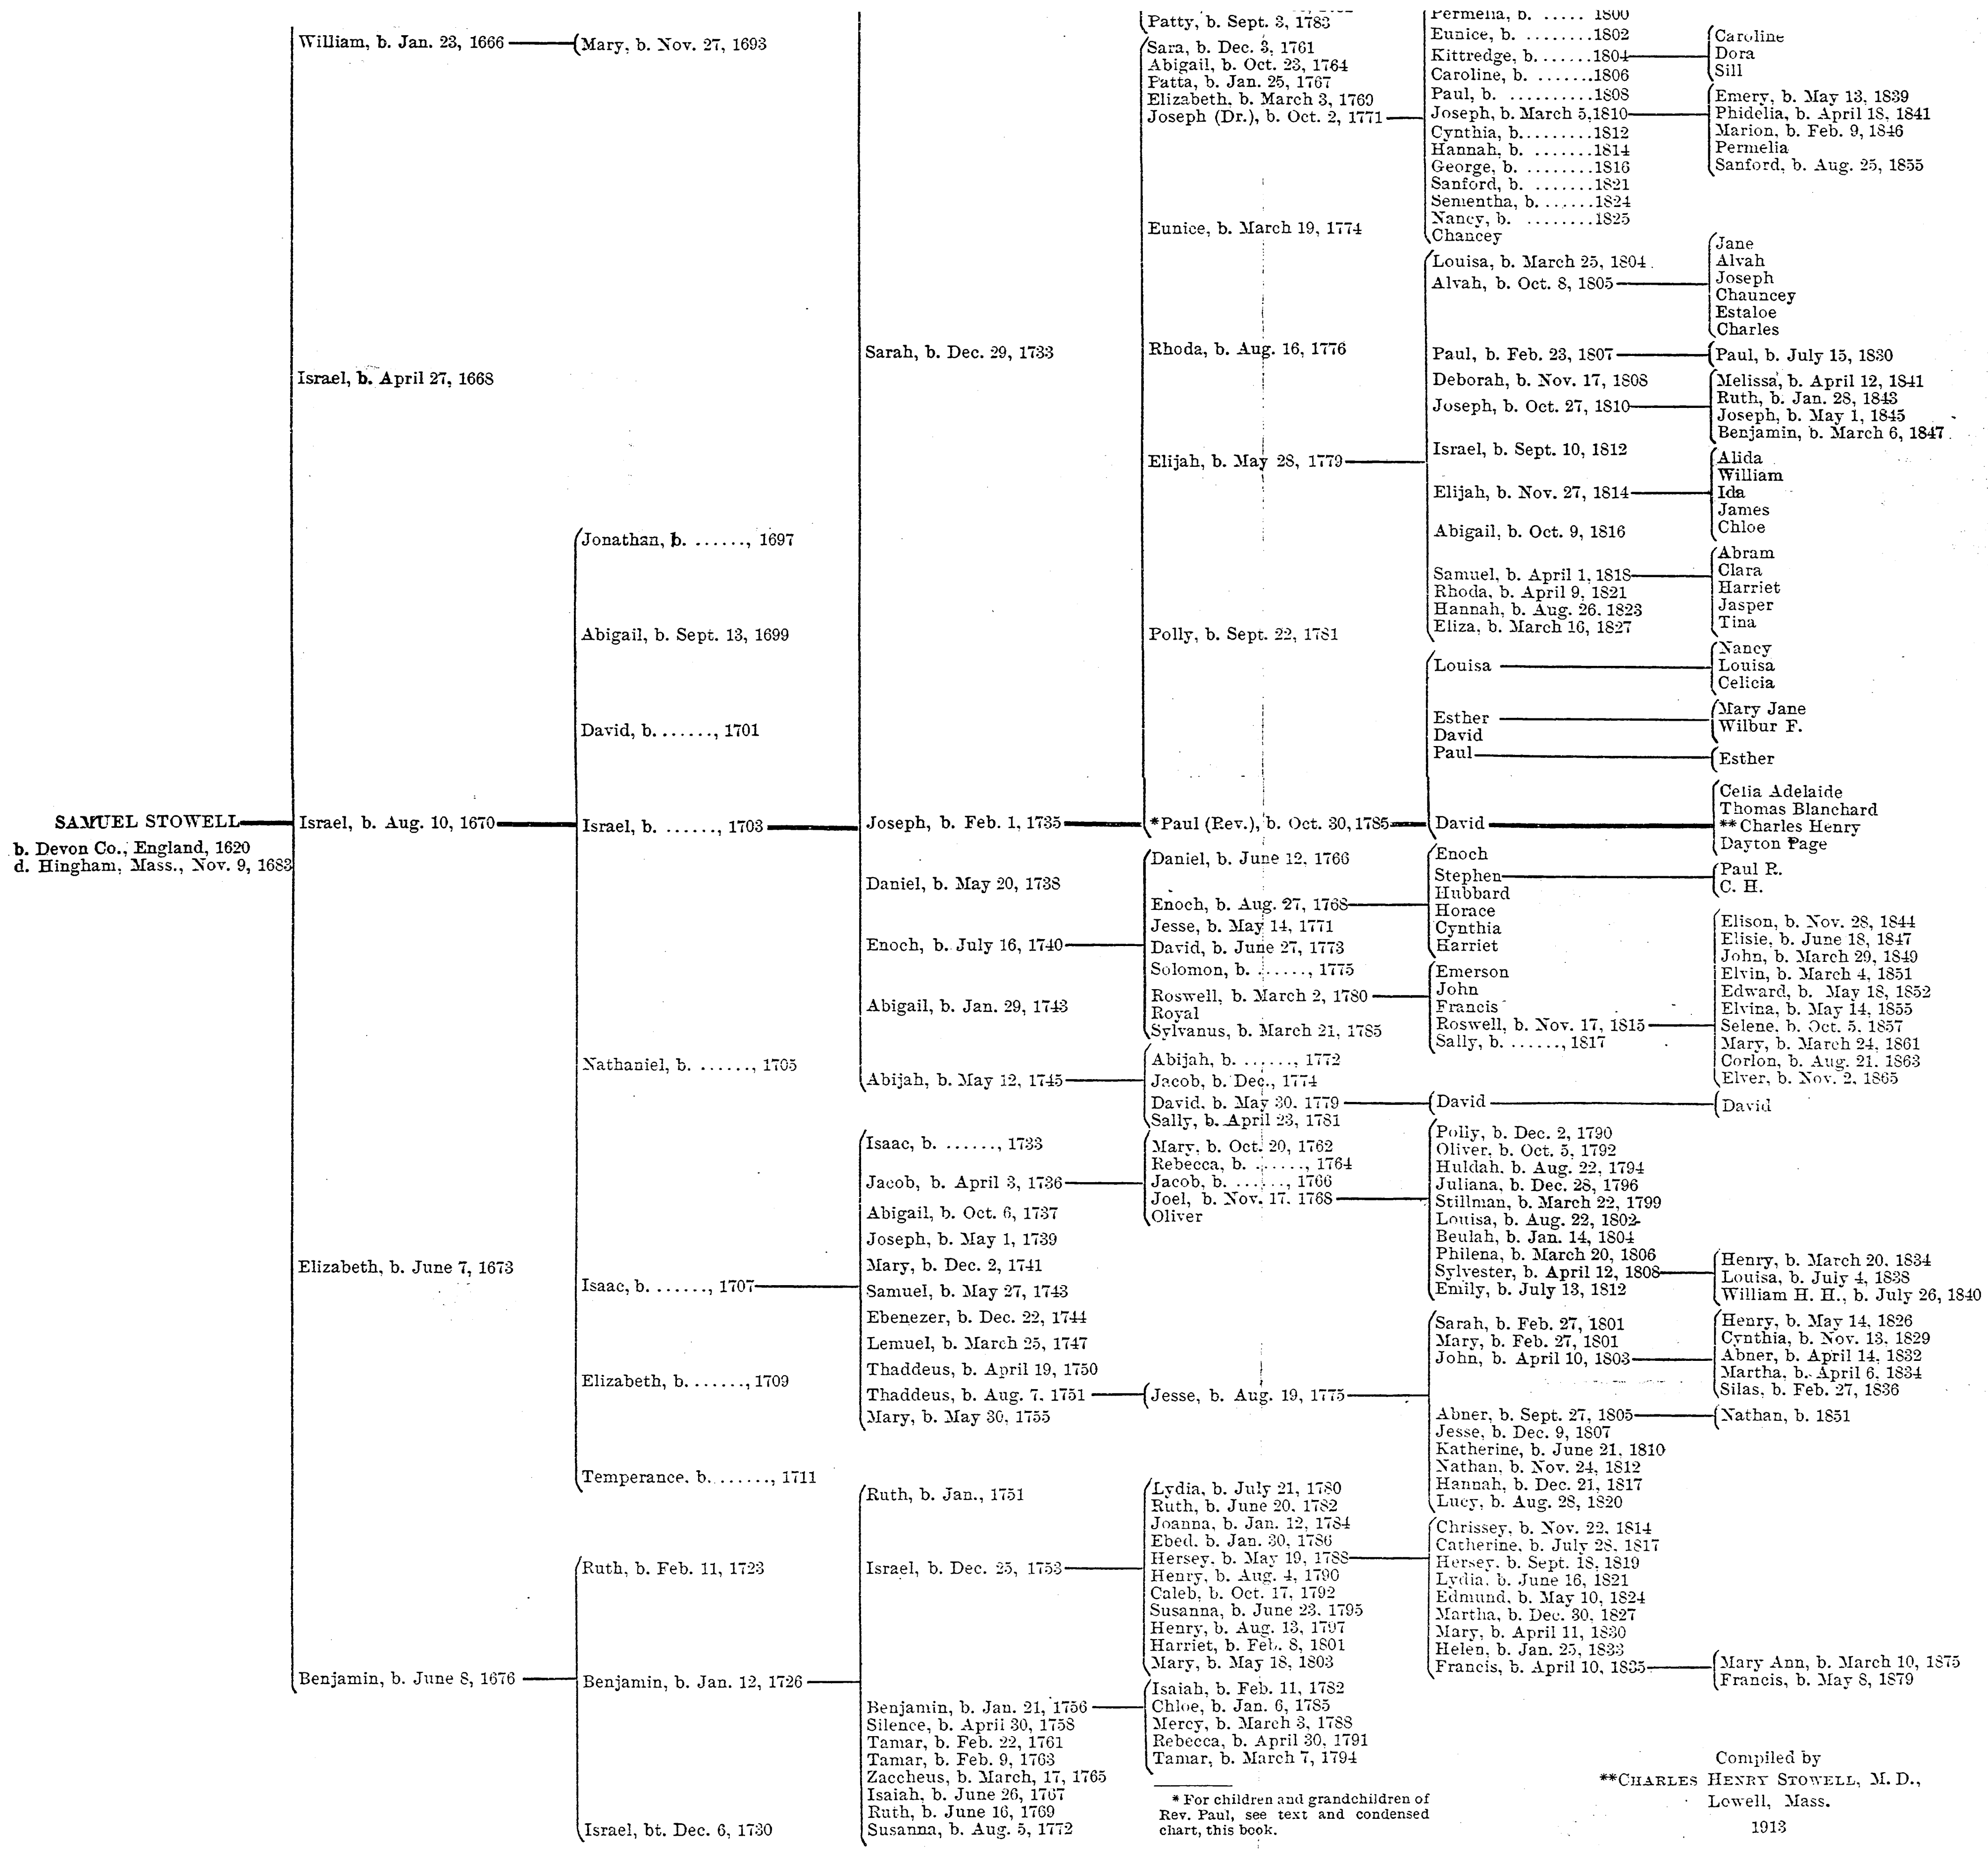 SAMUEL STOWELL
b. Devon Co., England, 1620
d. Hingham, Mass., Nov. 9, 1683
William, b. Jan. 23, 1666
Israel, b. April 27, 1668
Israel, b. Aug. 10, 1670
Elizabeth, b. June 7, 1673
Benjamin, b. June 8, 1676
Mary, b. Nov. 27, 1693
Jonathan, b. ......, 1697
Abigail, b. Sept. 13, 1699
David, b. ......, 1701
Israel, b. ......, 1703
Nathaniel, b. ......, 1705
Isaac, b. ......, 1707
Elizabeth, b. ......, 1709
Temperance, b. ......, 1711
Ruth, b. Feb. 11, 1723
Benjamin, b. Jan. 12, 1726
Israel, bt. Dec. 6, 1730
Sarah, b. Dec. 29, 1733
Joseph, b. Feb. 1, 1735
Daniel, b. May 20, 1738
Enoch, b. July 16, 1740
Abigail, b. Jan. 29, 1743
Abijah, b. May 12, 1745
Isaac, b. ......, 1733
Jacob, b. April 3, 1736
Abigail, b. Oct. 6, 1737
Joseph, b. May 1, 1739
Mary, b. Dec. 2, 1741
Samuel, b. May 27, 1743
Ebenezer, b. Dec. 22, 1744
Lemuel, b. March 25, 1747
Thaddeus, b. April 19, 1750
Thaddeus, b. Aug. 7, 1751
Mary, b. May 30, 1755
Ruth, b. Jan., 1751
Israel, b. Dec. 25, 1753
Benjamin, b. Jan. 21, 1756
Silence, b. April 30, 1758
Tamar, b. Feb. 22, 1761
Tamar, b. Feb. 9, 1763
Zaccheus, b. March, 17, 1765
Isaiah, b. June 26, 1767
Ruth, b. June 16, 1769
Susanna, b. Aug. 5, 1772
Patty, b. Sept. 3, 1783
Sara, b. Dec. 3, 1761
Abigail, b. Oct. 23, 1764
Patta, b. Jan. 25, 1767
Elizabeth, b. March 3, 1769
Joseph (Dr.), b. Oct. 2, 1771
Eunice, b. March 19, 1774
Rhoda, b. Aug. 16, 1776
Elijah, b. May 28, 1779
Polly, b. Sept. 22, 1781
*Paul (Rev.), b. Oct. 30, 1785
Daniel, b. June 12, 1766
Enoch, b. Aug. 27, 1768
Jesse, b. May 14, 1771
David, b. June 27, 1773
Solomon, b. ......, 1775
Roswell, b. March 2, 1780
Royal
Sylvanus, b. March 21, 1785
Abijah, b. ......, 1772
Jacob, b. Dec., 1774
David, b. May 30, 1779
Sally, b. April 23, 1781
Mary, b. Oct. 20, 1762
Rebecca, b. ......, 1764
Jacob, b. ......, 1766
Joel, b. Nov. 17, 1768
Oliver
Jesse, b. Aug. 19, 1775
Lydia, b. July 21, 1780
Ruth, b. June 20, 1782
Joanna, b. Jan. 12, 1784
Ebed, b. Jan. 30, 1786
Hersey, b. May 19, 1788
Henry, b. Aug. 4, 1790
Caleb, b. Oct. 17, 1792
Susanna, b. June 23, 1795
Henry, b. Aug. 13, 1797
Harriet, b. Feb. 8, 1801
Mary, b. May 18, 1803
Isaiah, b. Feb. 11, 1782
Chloe, b. Jan. 6, 1785
Mercy, b. March 3, 1788
Rebecca, b. April 30, 1791
Tamar, b. March 7, 1794
* For children and grandchildren of
Rev. Paul, see text and condensed
chart, this book.
Permelia, b. ..... 1800
Eunice, b. ........1802
Kittredge, b. .......1804
Caroline, b. .......1806
Paul, b. ..........1808
Joseph, b. March 5, 1810
Cynthia, b. ........1812
Hannah, b. .......1814
George, b. ........1816
Sanford, b. .......1821
Sementha, b. ......1824
Nancy, b. ........1825
Chancey
Louisa, b. March 25, 1804
Alvah, b. Oct. 8, 1805
Paul, b. Feb. 23, 1807
Deborah, b. Nov. 17, 1808
Joseph, b. Oct. 27, 1810
Israel, b. Sept. 10, 1812
Elijah, b. Nov. 27, 1814
Abigail, b. Oct. 9, 1816
Samuel, b. April 1, 1818
Rhoda, b. April 9, 1821
Hannah, b. Aug. 26, 1823
Eliza, b. March 16, 1827
Louisa
Esther
David
Paul
David
Enoch
Stephen
Hubbard
Horace
Cynthia
Harriet
Emerson
John
Francis
Roswell, b. Nov. 17, 1815
Sally, b. ......, 1817
David
Polly, b. Dec. 2, 1790
Oliver, b. Oct. 5, 1792
Huldah, b. Aug. 22, 1794
Juliana, b. Dec. 28, 1796
Stillman, b. March 22, 1799
Louisa, b. Aug. 22, 1802
Beulah, b. Jan. 14, 1804
Philena, b. March 20, 1806
Sylvester, b. April 12, 1808
Emily, b. July 13, 1812
Sarah, b. Feb. 27, 1801
Mary, b. Feb. 27, 1801
John, b. April 10, 1803
Abner, b. Sept. 27, 1805
Jesse, b. Dec. 9, 1807
Katherine, b. June 21, 1810
Nathan, b. Nov. 24, 1812
Hannah, b. Dec. 21, 1817
Lucy, b. Aug. 28, 1820
Chrissey, b. Nov. 22, 1814
Catherine, b. July 28, 1817
Hersey, b. Sept. 18, 1819
Lydia, b. June 16, 1821
Edmund, b. May 10, 1824
Martha, b. Dec. 30, 1827
Mary, b. April 11, 1830
Helen, b. Jan. 25, 1833
Francis, b. April 10, 1835
Caroline
Dora
Sill
Emery, b. May 13, 1839
Phidelia, b. April 18, 1841
Marion, b. Feb. 9, 1846
Permelia
Sanford, b. Aug. 25, 1855
Jane
Alvah
Joseph
Chauncey
Estaloe
Charles
Paul, b. July 15, 1830
Melissa, b. April 12, 1841
Ruth, b. Jan. 28, 1843
Joseph, b. May 1, 1845
Benjamin, b. March 6, 1847
Alida
William
Ida
James
Chloe
Abram
Clara
Harriet
Jasper
Tina
Nancy
Louisa
Celicia
Mary Jane
Wilbur F.
Esther
Celia Adelaide
Thomas Blanchard
**Charles Henry
Dayton Page
Paul R.
C. H.
Elison, b. Nov. 28, 1844
Elisie, b. June 18, 1847
John, b. March 29, 1849
Elvin, b. March 4, 1851
Edward, b. May 18, 1852
Elvina, b. May 14, 1855
Selene, b. Oct. 5, 1857
Mary, b. March 24, 1861
Corlon, b. Aug. 21, 1863
Elver, b. Nov. 2, 1865
David
Henry, b. March 20, 1834
Louisa, b. July 4, 1838
William H. H., b. July 26, 1840
Henry, b. May 14, 1826
Cynthia, b. Nov. 13, 1829
Abner, b. April 14, 1832
Martha, b. April 6, 1834
Silas, b. Feb. 27, 1836
Nathan, b. 1851
Mary Ann, b. March 10, 1875
Francis, b. May 8, 1879
Compiled by
**CHARLES HENRY STOWELL, M. D.,
Lowell, Mass.
1913